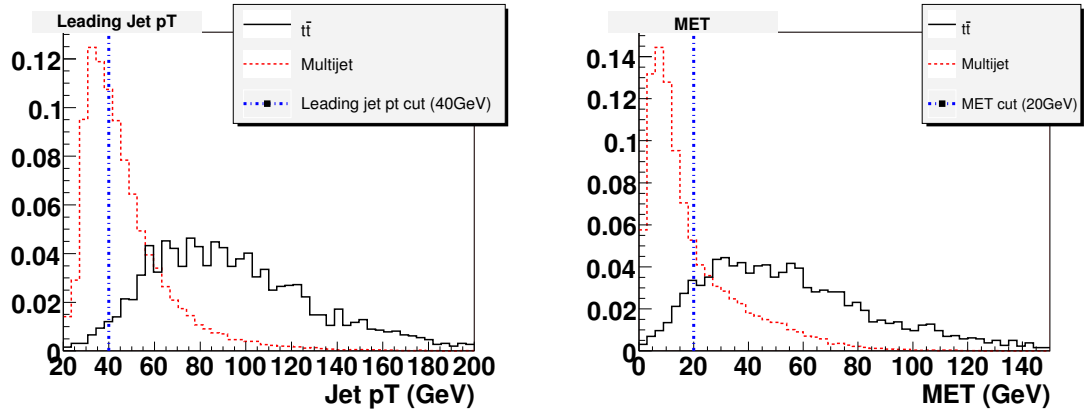 Leading Jet pT
tt̄
Multijet
Leading jet pt cut (40GeV)
0.12
0.1
0.08
0.06
0.04
0.02
0
20 40 60 80 100 120 140 160 180 200
Jet pT (GeV)
MET
tt̄
Multijet
MET cut (20GeV)
0.14
0.12
0.1
0.08
0.06
0.04
0.02
0
0 20 40 60 80 100 120 140
MET (GeV)